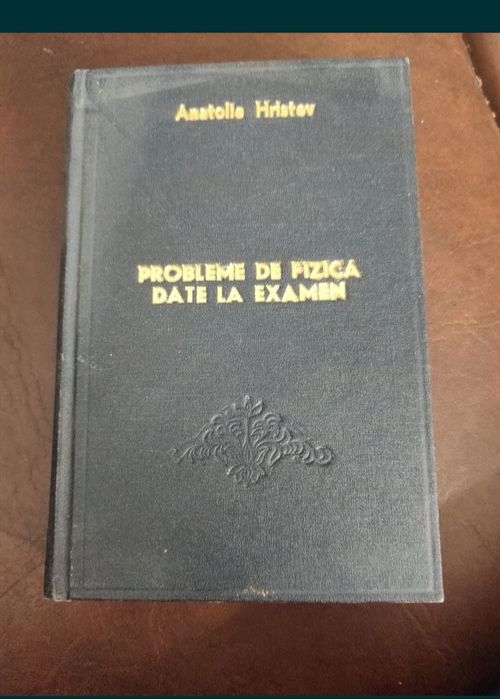 Anatolie Hristev
PROBLEME DE FIZICA
DATE LA EXAMEN